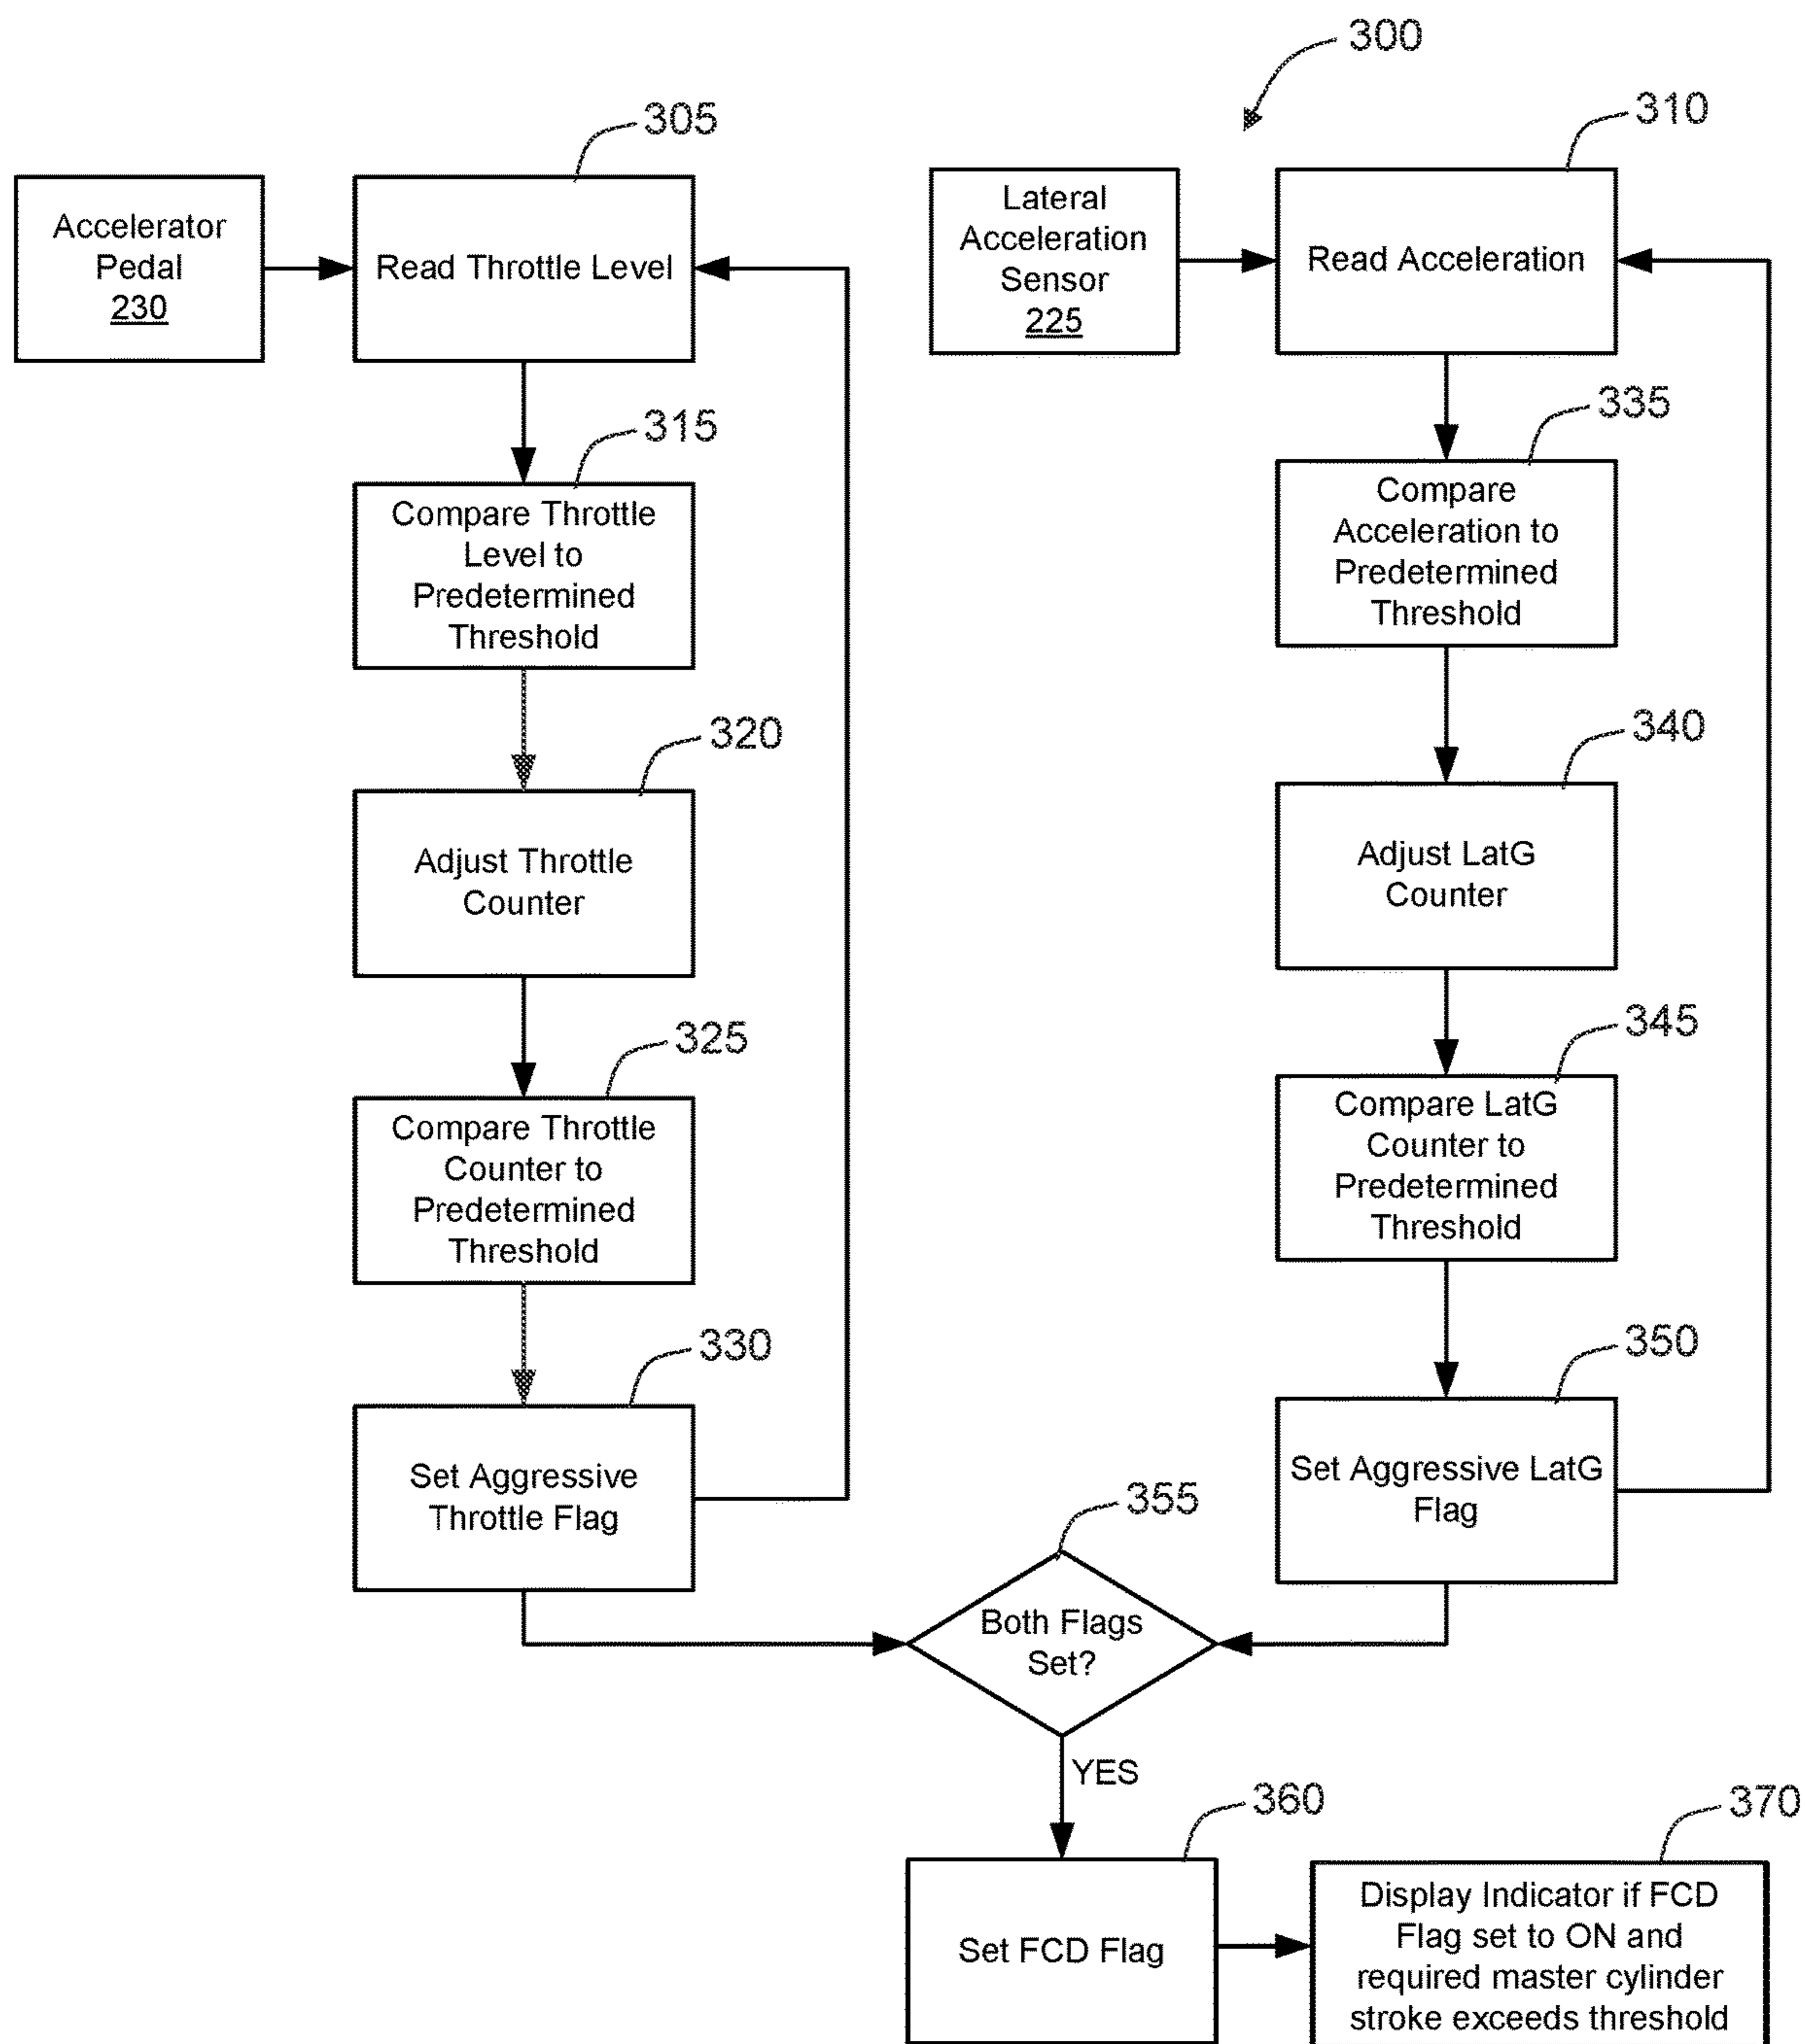 300
305
310
Accelerator
Pedal
230
Read Throttle Level
Lateral
Acceleration
Sensor
225
Read Acceleration
315
335
Compare Throttle
Level to
Predetermined
Threshold
Compare
Acceleration to
Predetermined
Threshold
320
340
Adjust Throttle
Counter
Adjust LatG
Counter
325
345
Compare Throttle
Counter to
Predetermined
Threshold
Compare LatG
Counter to
Predetermined
Threshold
330
350
Set Aggressive
Throttle Flag
Set Aggressive LatG
Flag
355
Both Flags
Set?
YES
360
370
Set FCD Flag
Display Indicator if FCD
Flag set to ON and
required master cylinder
stroke exceeds threshold